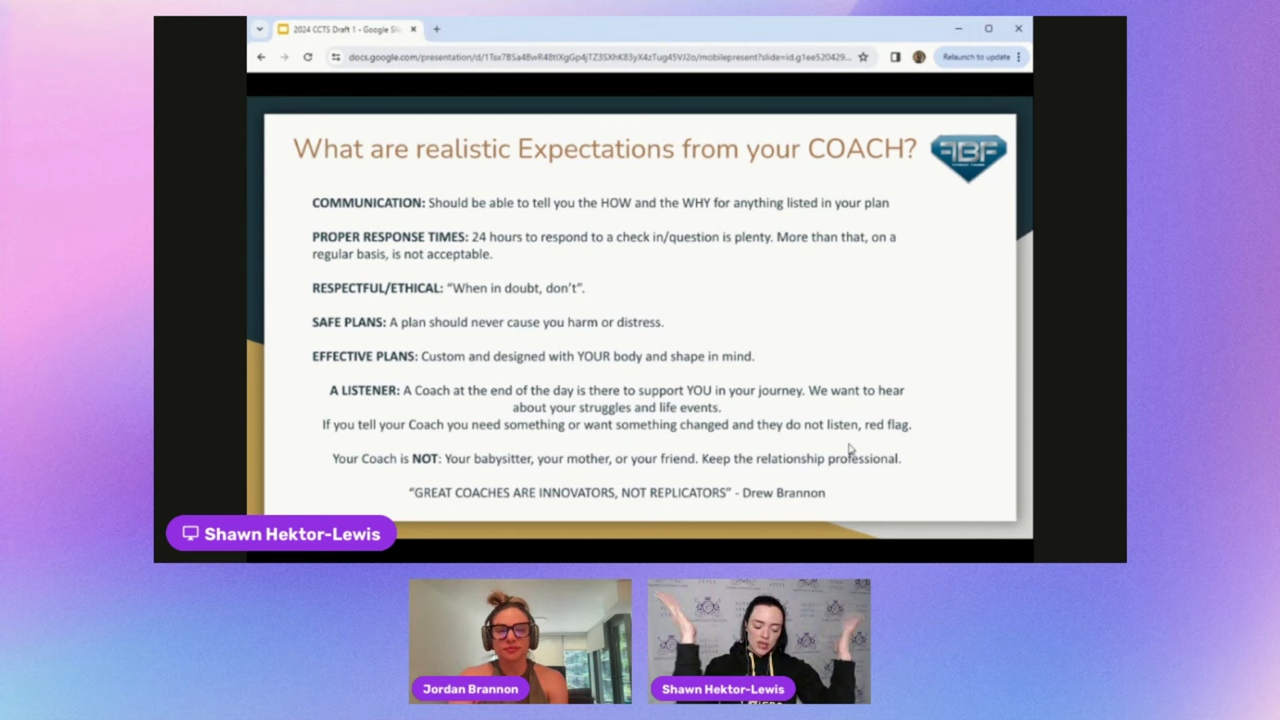 2024 CCTS Draft 1 - Google Sli
Relaunch to update
What are realistic Expectations from your COACH?
FBF
COMMUNICATION: Should be able to tell you the HOW and the WHY for anything listed in your plan
PROPER RESPONSE TIMES: 24 hours to respond to a check in/question is plenty. More than that, on a
regular basis, is not acceptable.
RESPECTFUL/ETHICAL: “When in doubt, don’t”.
SAFE PLANS: A plan should never cause you harm or distress.
EFFECTIVE PLANS: Custom and designed with YOUR body and shape in mind.
A LISTENER: A Coach at the end of the day is there to support YOU in your journey. We want to hear
about your struggles and life events.
If you tell your Coach you need something or want something changed and they do not listen, red flag.
Your Coach is NOT: Your babysitter, your mother, or your friend. Keep the relationship professional.
“GREAT COACHES ARE INNOVATORS, NOT REPLICATORS” - Drew Brannon
Shawn Hektor-Lewis
Jordan Brannon
Shawn Hektor-Lewis